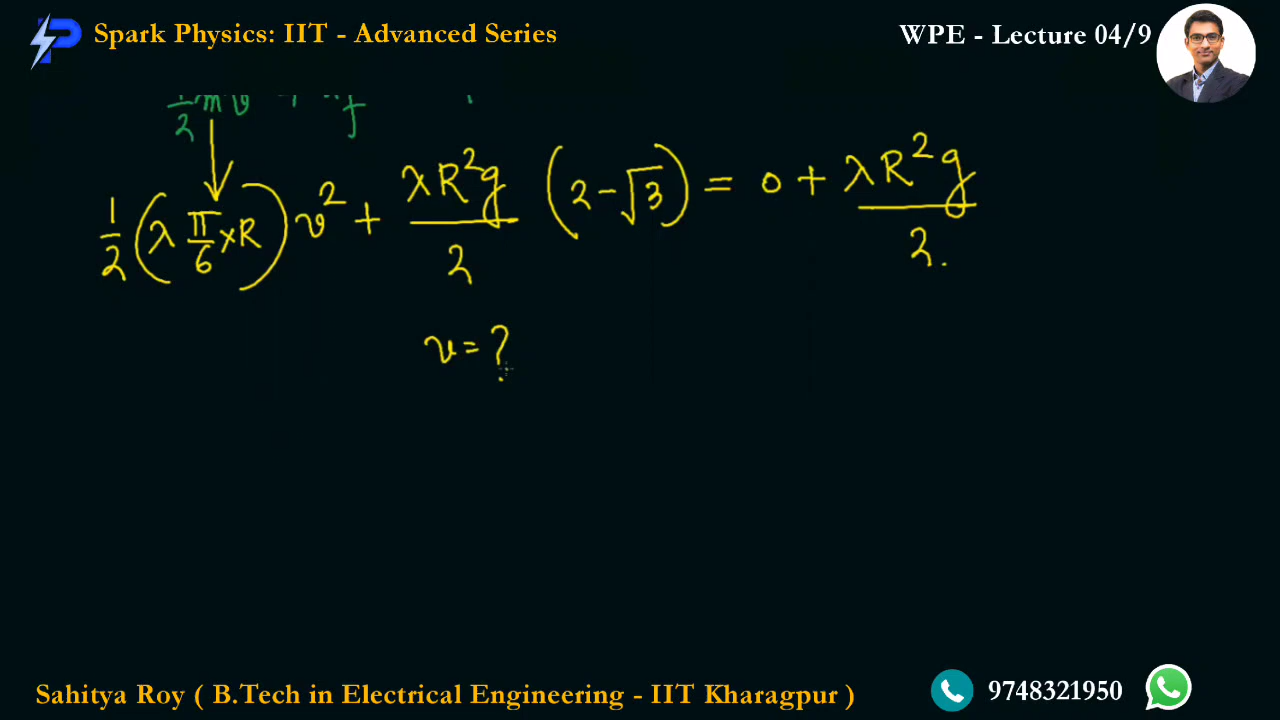 Spark Physics: IIT - Advanced Series
WPE - Lecture 04/9
1/2 (λ π/6 × R) v² + λR²g/2 (2 - √3) = 0 + λR²g/2.
v = ?
Sahitya Roy ( B.Tech in Electrical Engineering - IIT Kharagpur )
9748321950